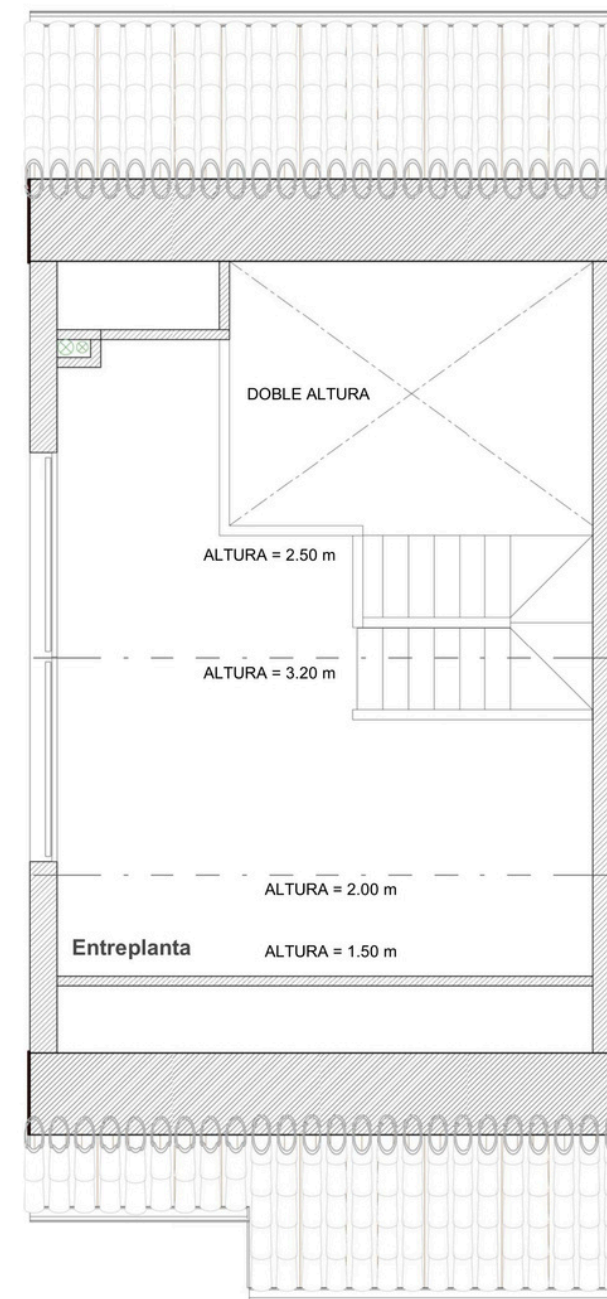 DOBLE ALTURA
ALTURA = 2.50 m
ALTURA = 3.20 m
ALTURA = 2.00 m
Entreplanta
ALTURA = 1.50 m